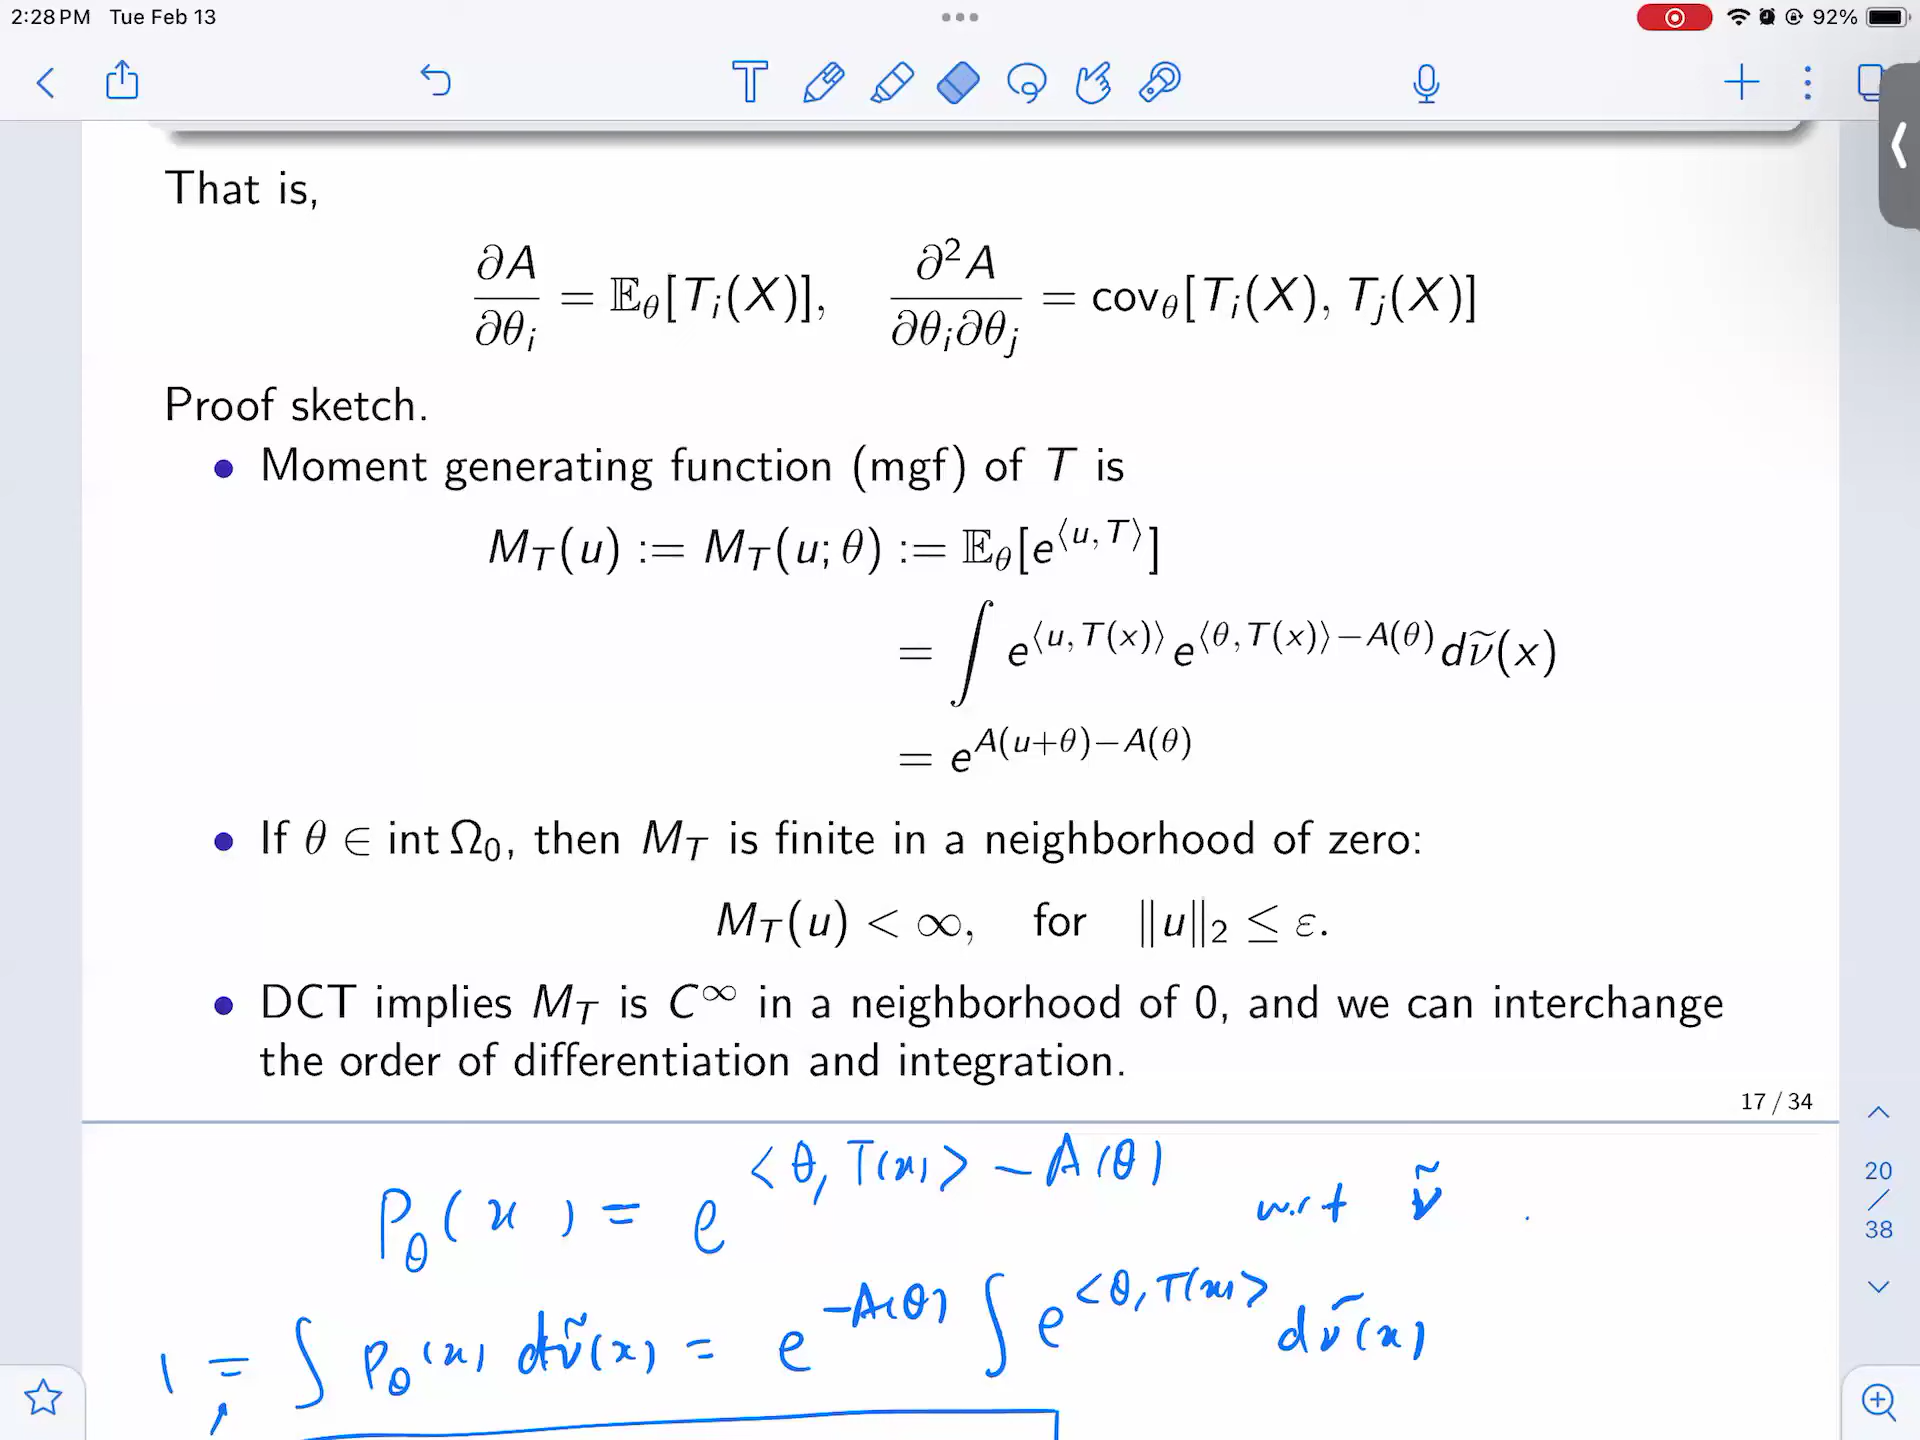 2:28 PM Tue Feb 13
92%
That is,
∂A/∂θ_i = 𝔼_θ[T_i(X)], ∂²A/∂θ_i∂θ_j = cov_θ[T_i(X), T_j(X)]
Proof sketch.
• Moment generating function (mgf) of T is
M_T(u) := M_T(u; θ) := 𝔼_θ[e^{⟨u,T⟩}]
= ∫ e^{⟨u,T(x)⟩} e^{⟨θ,T(x)⟩−A(θ)} dν̃(x)
= e^{A(u+θ)−A(θ)}
• If θ ∈ int Ω₀, then M_T is finite in a neighborhood of zero:
M_T(u) < ∞, for ‖u‖₂ ≤ ε.
• DCT implies M_T is C^∞ in a neighborhood of 0, and we can interchange
the order of differentiation and integration.
17 / 34
20
/
38
P_θ(x) = e^{<θ, T(x)> − A(θ)} w.r.t ν̃ .
1 = ∫ P_θ(x) dν̃(x) = e^{−A(θ)} ∫ e^{<θ, T(x)>} dν̃(x)